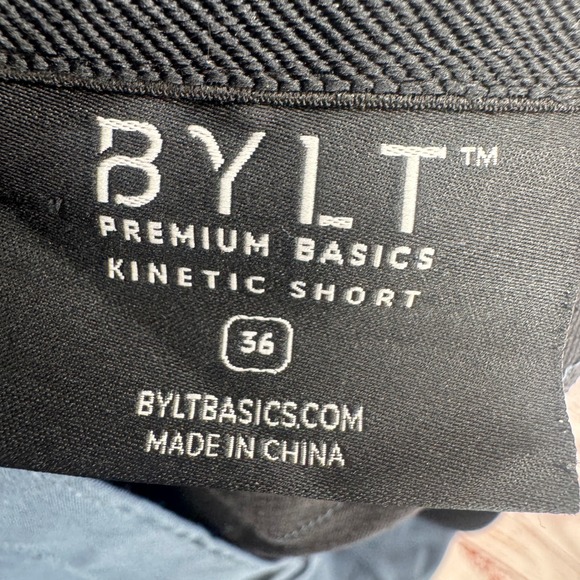 BYLT™
PREMIUM BASICS
KINETIC SHORT
36
BYLTBASICS.COM
MADE IN CHINA